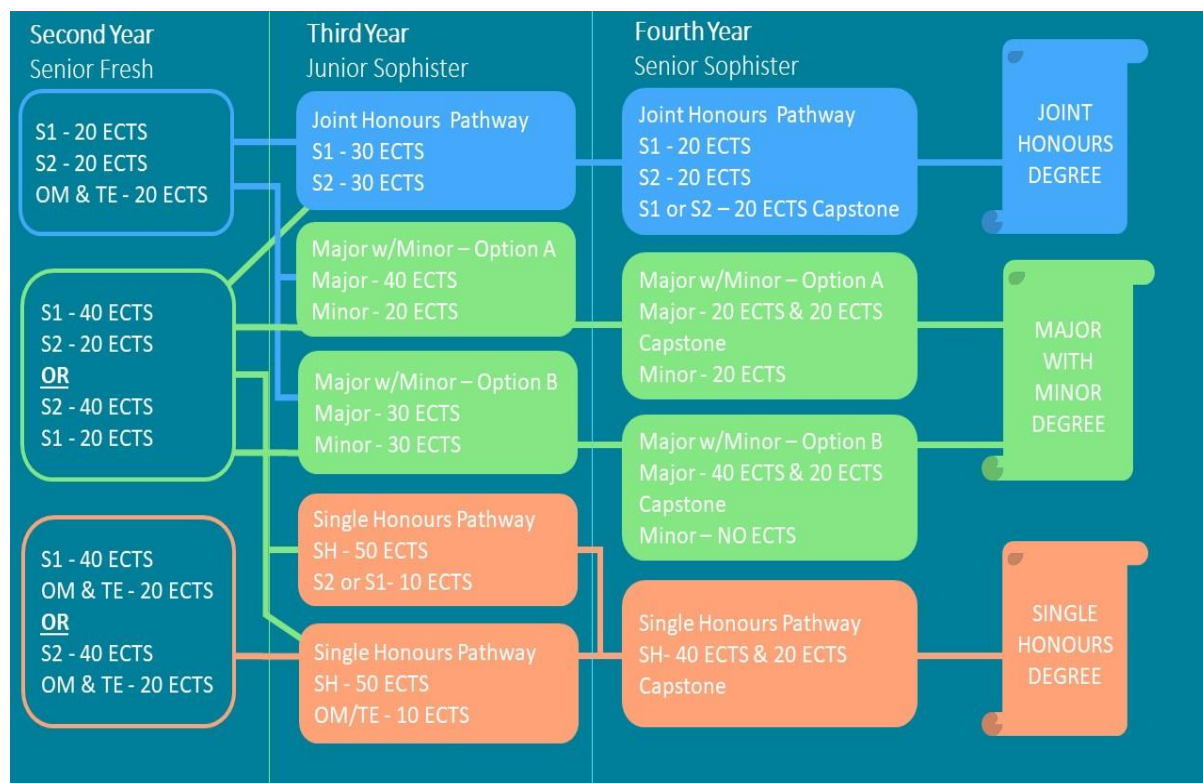 Second Year
Senior Fresh
S1 - 20 ECTS
S2 - 20 ECTS
OM & TE - 20 ECTS
S1 - 40 ECTS
S2 - 20 ECTS
OR
S2 - 40 ECTS
S1 - 20 ECTS
S1 - 40 ECTS
OM & TE - 20 ECTS
OR
S2 - 40 ECTS
OM & TE - 20 ECTS
Third Year
Junior Sophister
Joint Honours Pathway
S1 - 30 ECTS
S2 - 30 ECTS
Major w/Minor – Option A
Major - 40 ECTS
Minor - 20 ECTS
Major w/Minor – Option B
Major - 30 ECTS
Minor - 30 ECTS
Single Honours Pathway
SH - 50 ECTS
S2 or S1- 10 ECTS
Single Honours Pathway
SH - 50 ECTS
OM/TE - 10 ECTS
Fourth Year
Senior Sophister
Joint Honours Pathway
S1 - 20 ECTS
S2 - 20 ECTS
S1 or S2 – 20 ECTS Capstone
Major w/Minor – Option A
Major - 20 ECTS & 20 ECTS
Capstone
Minor - 20 ECTS
Major w/Minor – Option B
Major - 40 ECTS & 20 ECTS
Capstone
Minor – NO ECTS
Single Honours Pathway
SH- 40 ECTS & 20 ECTS
Capstone
JOINT
HONOURS
DEGREE
MAJOR
WITH
MINOR
DEGREE
SINGLE
HONOURS
DEGREE